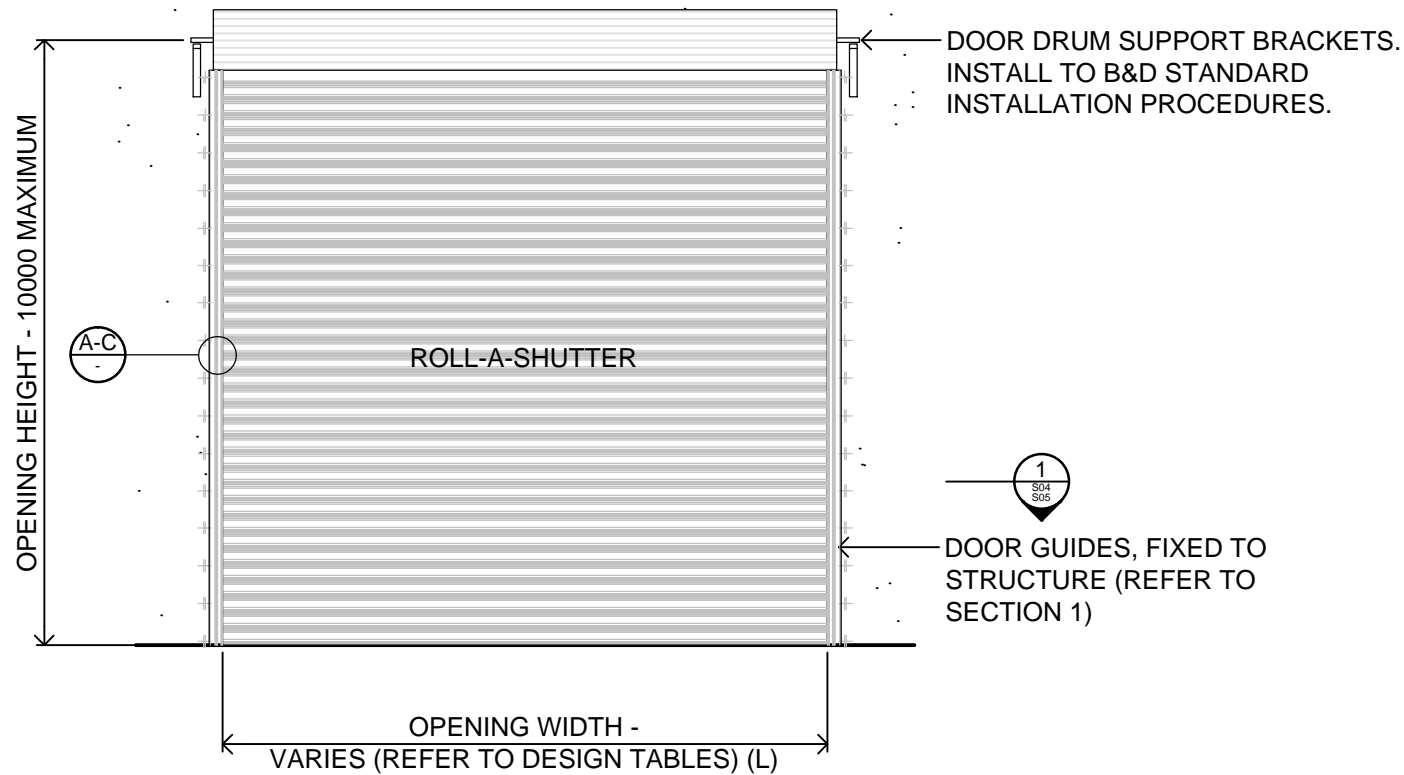 DOOR DRUM SUPPORT BRACKETS.
INSTALL TO B&D STANDARD
INSTALLATION PROCEDURES.
OPENING HEIGHT - 10000 MAXIMUM
A-C
-
ROLL-A-SHUTTER
1
S04
S05
DOOR GUIDES, FIXED TO
STRUCTURE (REFER TO
SECTION 1)
OPENING WIDTH -
VARIES (REFER TO DESIGN TABLES) (L)